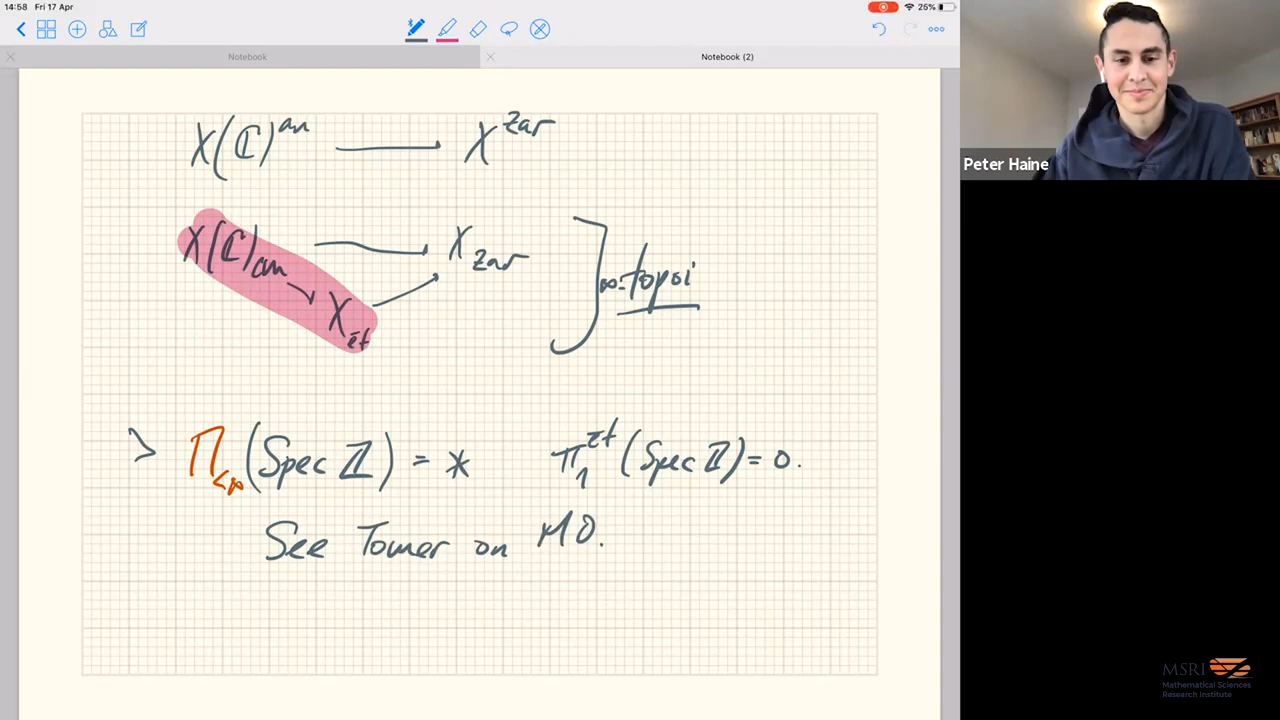 14:58 Fri 17 Apr
25%
Notebook
Notebook (2)
X(ℂ)^an ⟶ X^Zar
X(ℂ)_an ⟶ X_Zar
X_ét
∞-topoi
> Π_<∞ (Spec ℤ) = * π_1^ét (Spec ℤ) = 0.
See Tomer on MO.
Peter Haine
MSRI
Mathematical Sciences
Research Institute